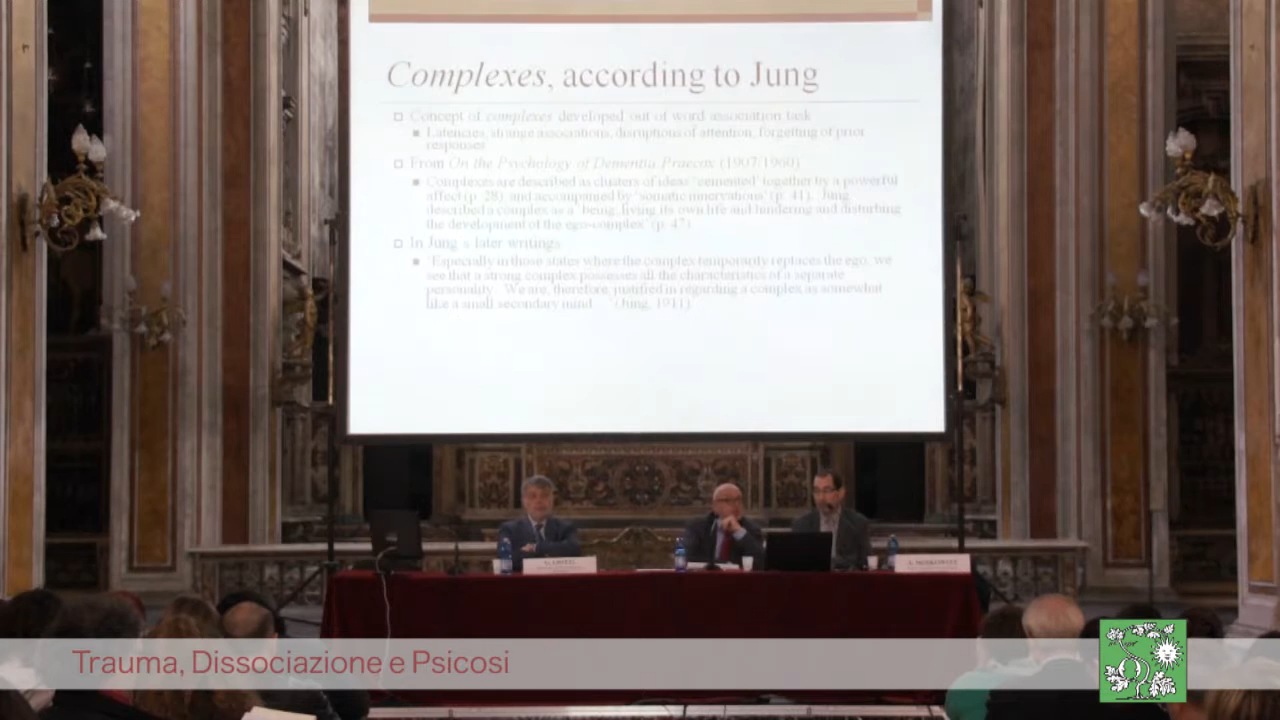 Complexes, according to Jung
Concept of complexes developed out of word association task
Latencies, strange associations, disruptions of attention, forgetting of prior
responses
From On the Psychology of Dementia Praecox (1907/1960)
Complexes are described as clusters of ideas "cemented" together by a powerful
affect (p. 28) and accompanied by "somatic innervations" (p. 41). Jung
described a complex as a "being, living its own life and hindering and disturbing
the development of the ego-complex" (p. 47)
In Jung's later writings
"Especially in those states where the complex temporarily replaces the ego, we
see that a strong complex possesses all the characteristics of a separate
personality. We are, therefore, justified in regarding a complex as somewhat
like a small secondary mind..." (Jung, 1911)
A. MOSKOWITZ
Trauma, Dissociazione e Psicosi